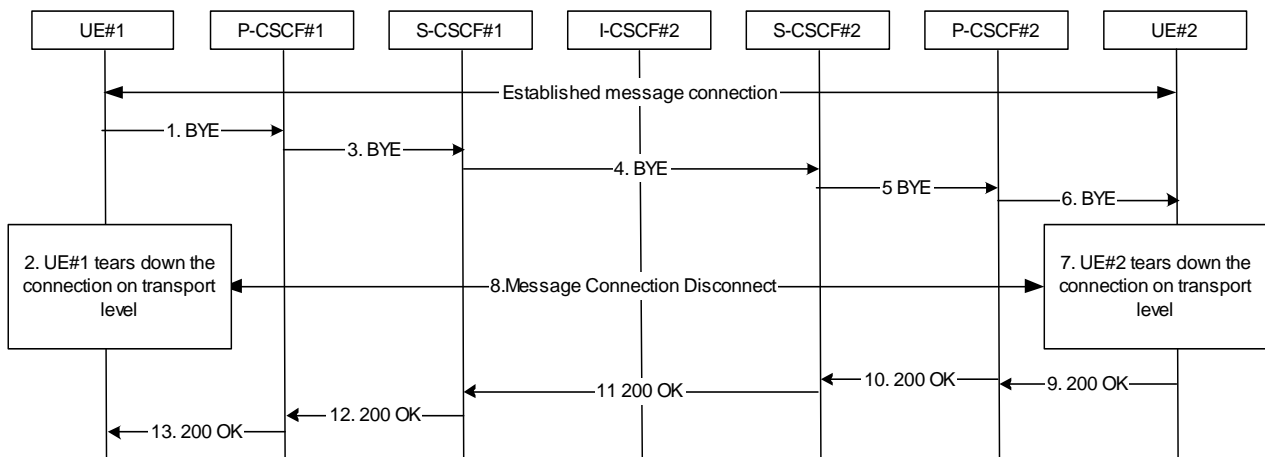 UE#1
P-CSCF#1
S-CSCF#1
I-CSCF#2
S-CSCF#2
P-CSCF#2
UE#2
Established message connection
1. BYE
3. BYE
4. BYE
5 BYE
6. BYE
2. UE#1 tears down the
connection on transport
level
8.Message Connection Disconnect
7. UE#2 tears down the
connection on transport
level
9. 200 OK
10. 200 OK
11 200 OK
12. 200 OK
13. 200 OK